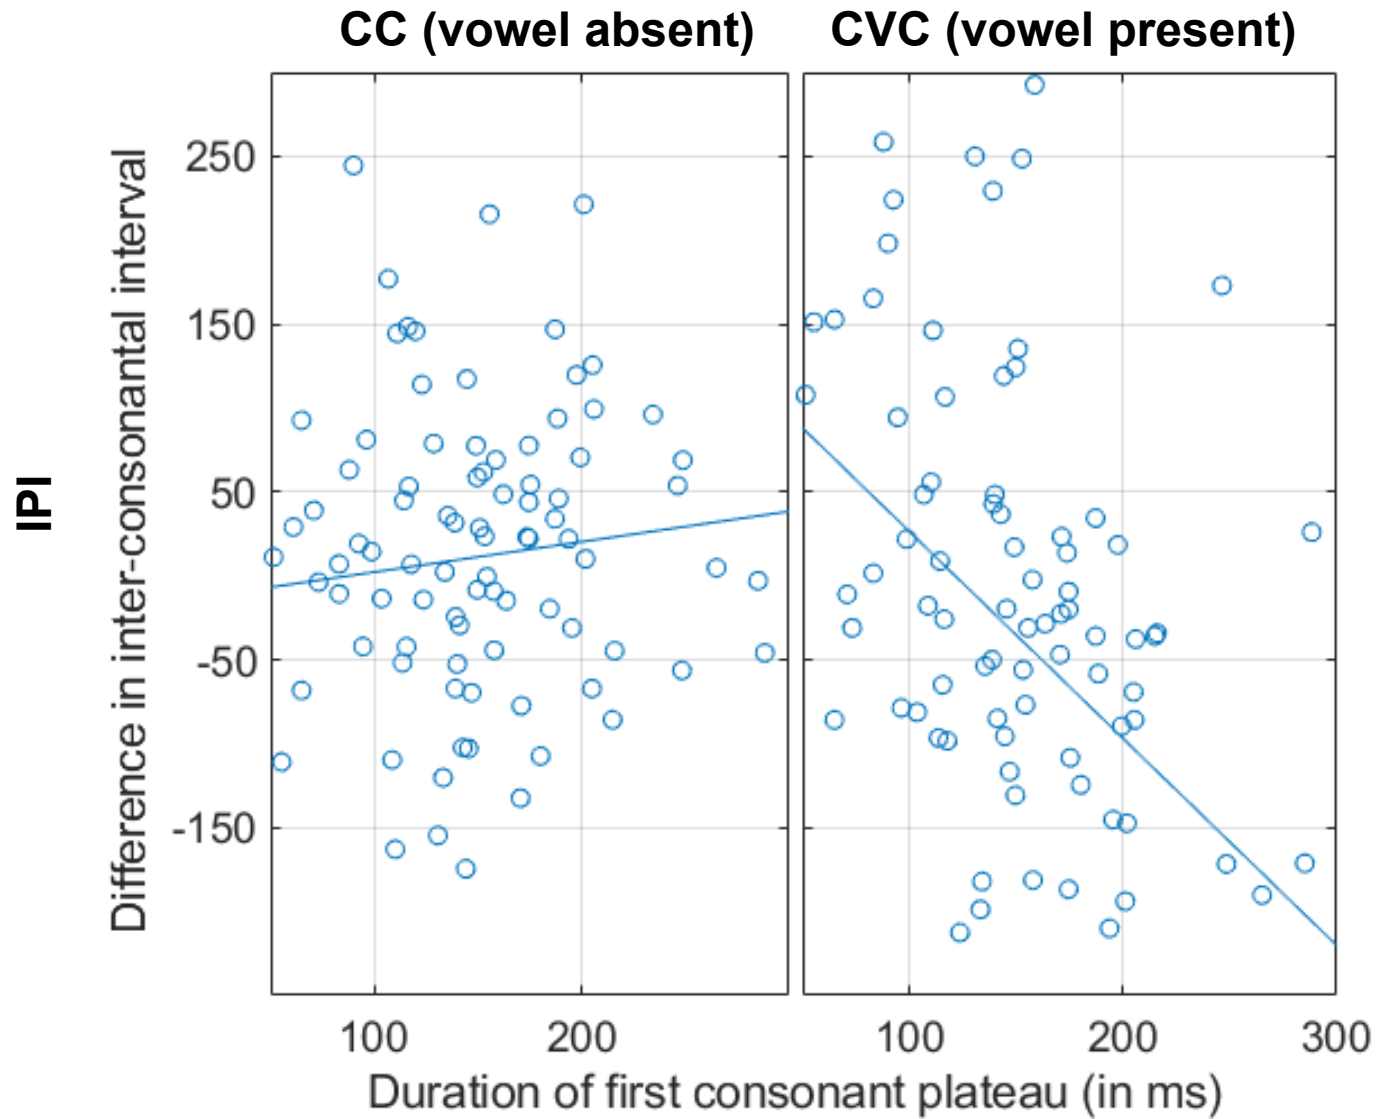 CC (vowel absent) CVC (vowel present)
IPI
Difference in inter-consonantal interval
250
150
50
-50
-150
100 200 100 200 300
Duration of first consonant plateau (in ms)